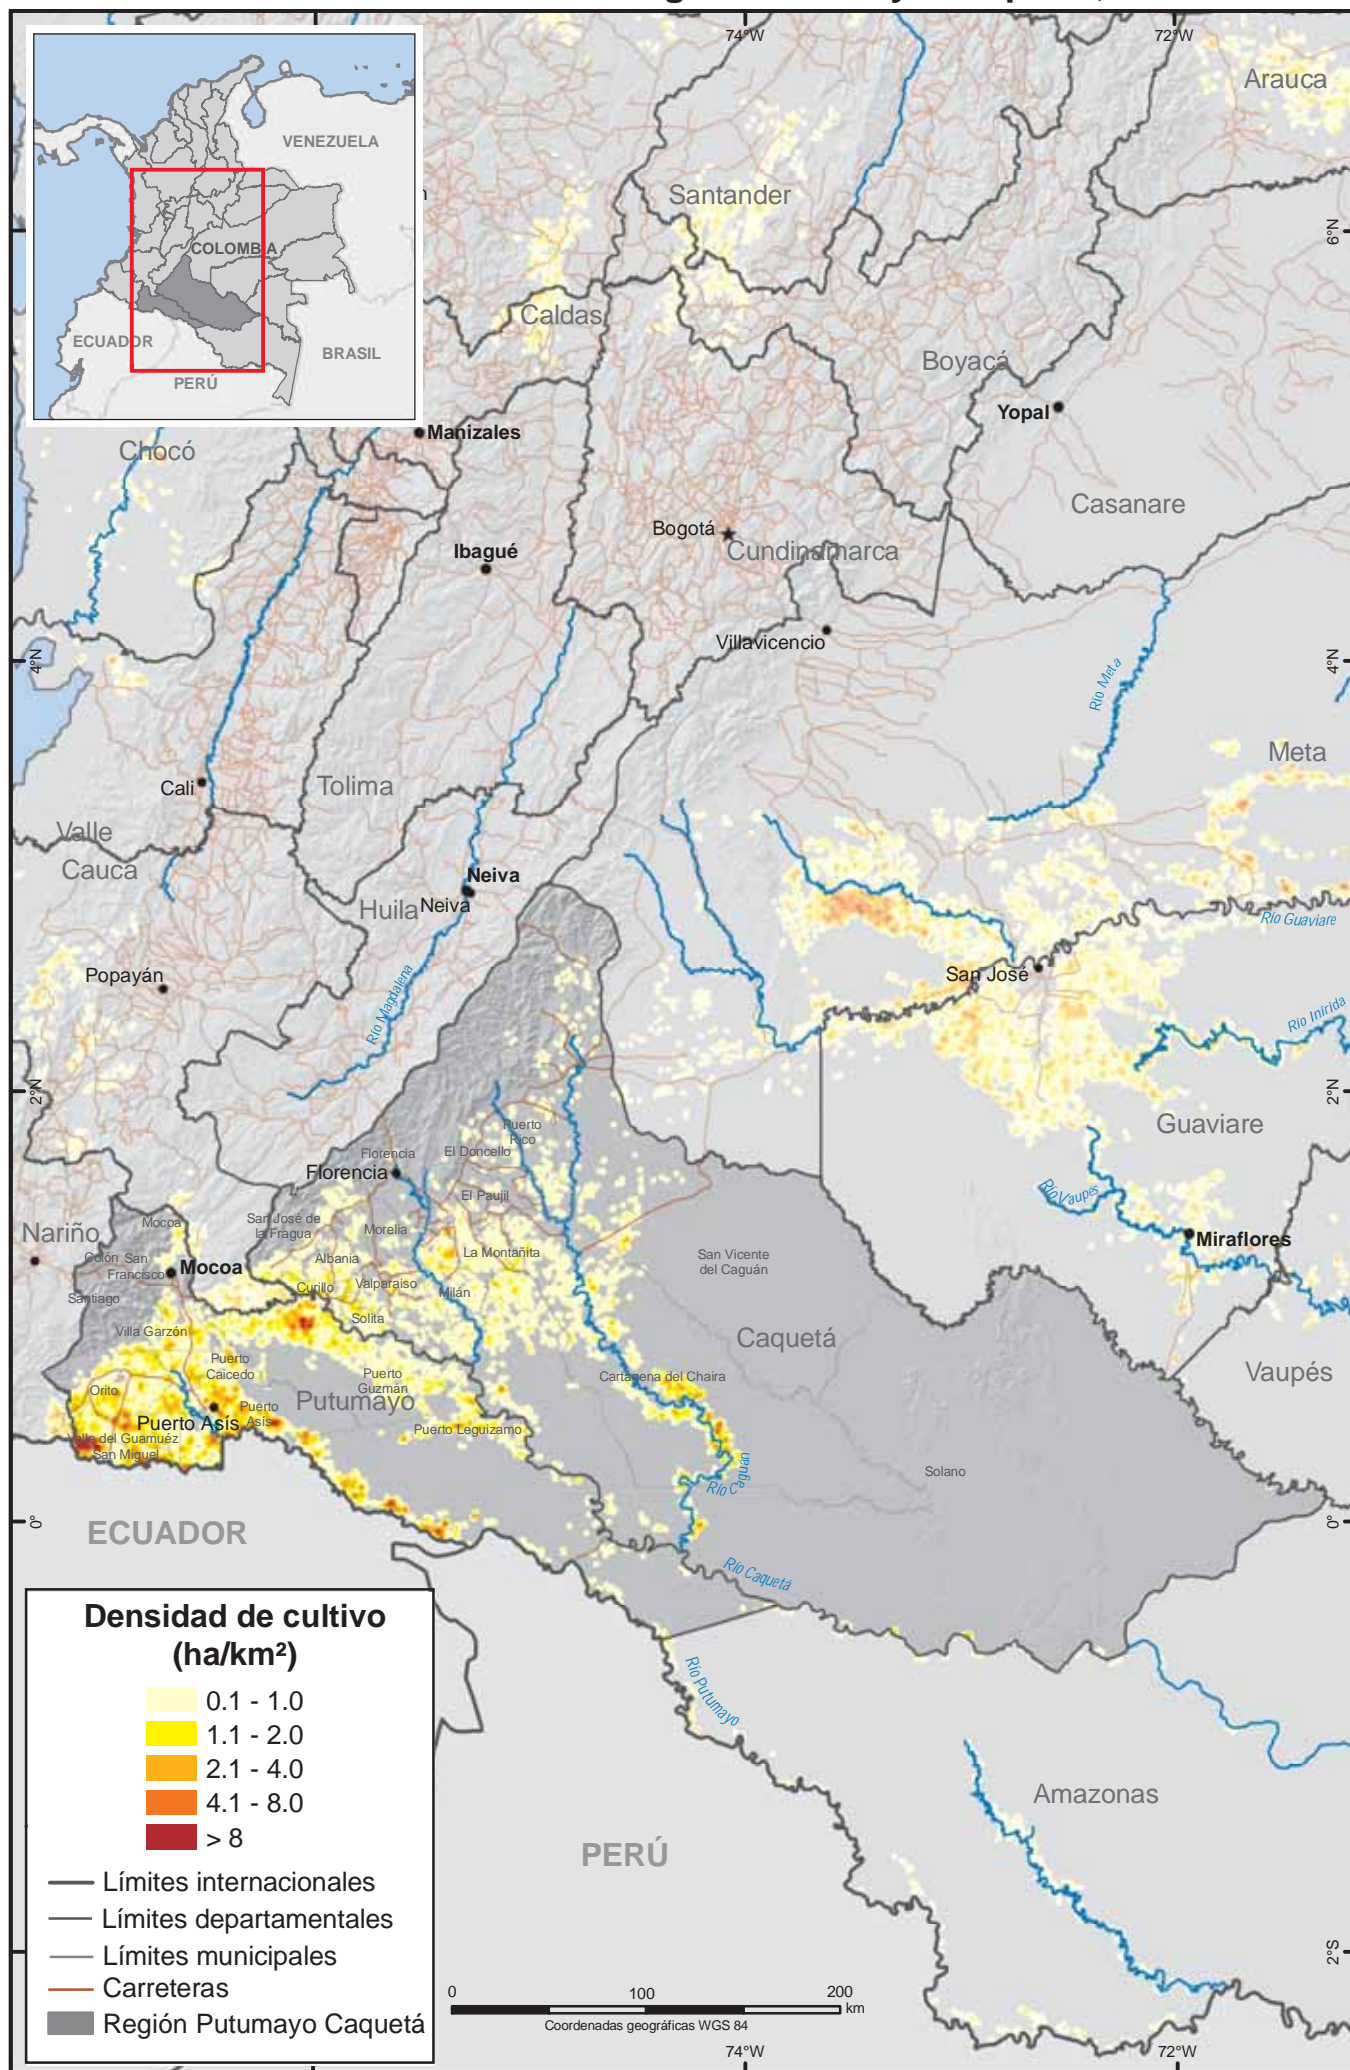 74°W
72°W
Arauca
VENEZUELA
COLOMBIA
ECUADOR
BRASIL
PERÚ
Santander
6°N
Caldas
Boyacá
Yopal
Manizales
Chocó
Casanare
Bogotá
Cundinamarca
Ibagué
Villavicencio
4°N
4°N
Río Meta
Meta
Cali
Tolima
Valle
Cauca
Neiva
Huila
Neiva
Río Guaviare
San José
Popayán
Río Magdalena
Río Inírida
2°N
2°N
Guaviare
Puerto
Rico
El Doncello
Florencia
Florencia
El Paujil
Río Vaupés
Miraflores
Nariño
Mocoa
San José de
la Fragua
Morelia
La Montañita
San Vicente
del Caguán
Colón
San
Francisco
Mocoa
Albania
Curillo
Valparaiso
Milán
Santiago
Solita
Villa Garzón
Caquetá
Vaupés
Puerto
Caicedo
Puerto
Guzmán
Cartagena del Chaira
Orito
Putumayo
Puerto Asís
Puerto
Asís
Puerto Leguizamo
Valle del Guamuéz
San Miguel
Solano
Río Caguán
0°
0°
ECUADOR
Río Caquetá
Río Putumayo
Amazonas
PERÚ
2°S
Densidad de cultivo
(ha/km²)
0.1 - 1.0
1.1 - 2.0
2.1 - 4.0
4.1 - 8.0
> 8
Límites internacionales
Límites departamentales
Límites municipales
Carreteras
Región Putumayo Caquetá
0 100 200
km
Coordenadas geográficas WGS 84
74°W
72°W